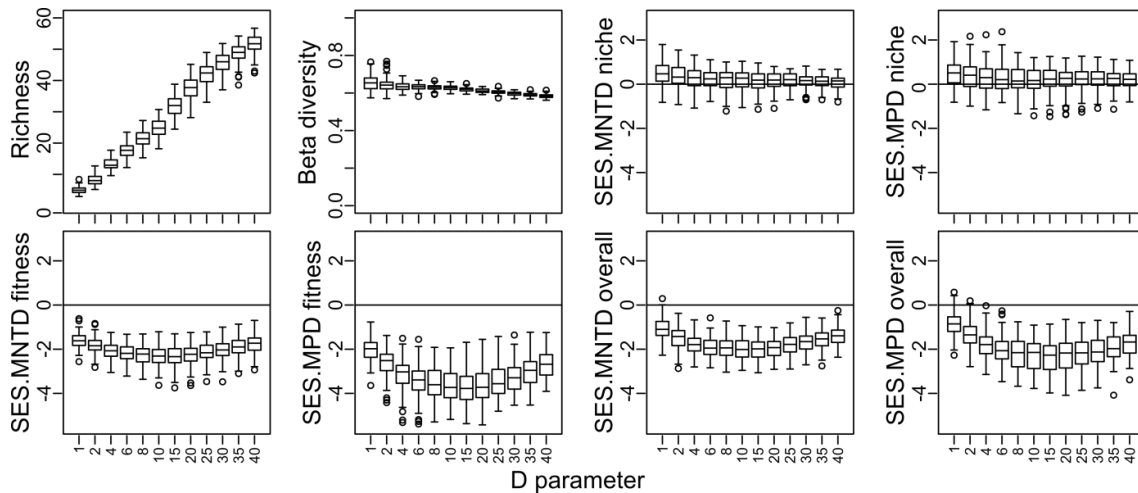 Richness
0 20 40 60
Beta diversity
0.0 0.4 0.8
SES.MNTD niche
-4 -2 0 2
SES.MPD niche
-4 -2 0 2
SES.MNTD fitness
-4 -2 0 2
SES.MPD fitness
-4 -2 0 2
SES.MNTD overall
-4 -2 0 2
SES.MPD overall
-4 -2 0 2
1 2 4 6 8 10 15 20 25 30 35 40
1 2 4 6 8 10 15 20 25 30 35 40
1 2 4 6 8 10 15 20 25 30 35 40
1 2 4 6 8 10 15 20 25 30 35 40
D parameter